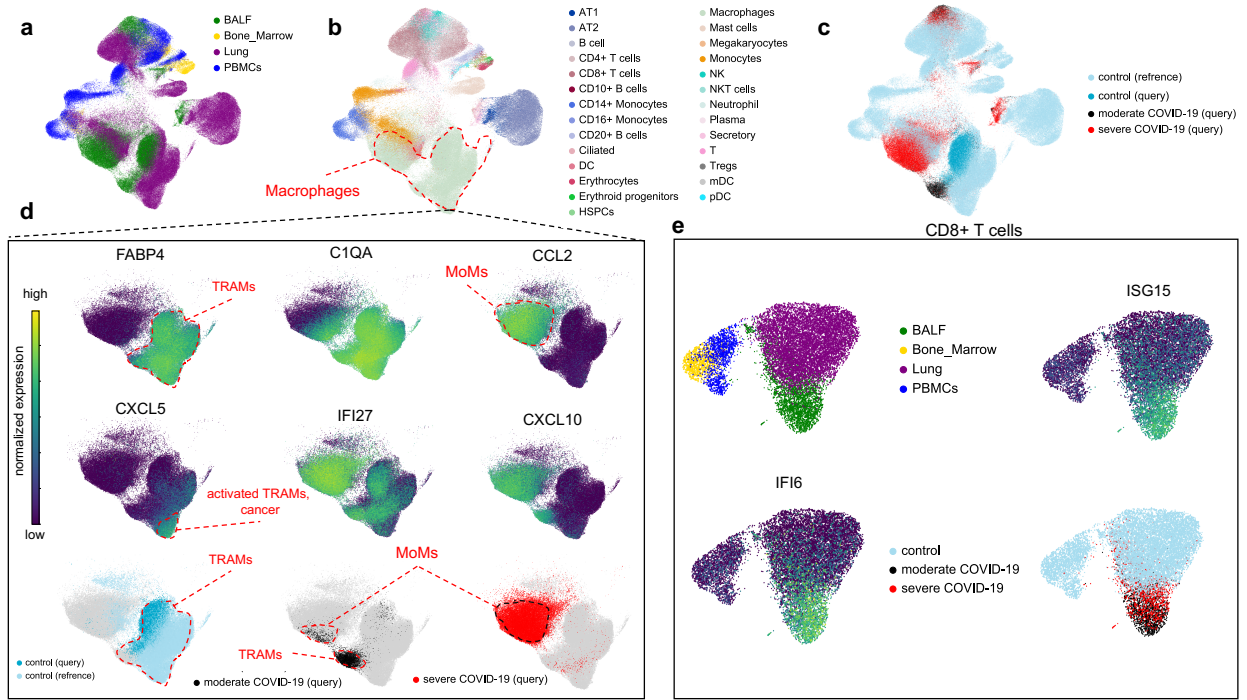 a
BALF
Bone_Marrow
Lung
PBMCs
b
Macrophages
AT1
AT2
B cell
CD4+ T cells
CD8+ T cells
CD10+ B cells
CD14+ Monocytes
CD16+ Monocytes
CD20+ B cells
Ciliated
DC
Erythrocytes
Erythroid progenitors
HSPCs
Macrophages
Mast cells
Megakaryocytes
Monocytes
NK
NKT cells
Neutrophil
Plasma
Secretory
T
Tregs
mDC
pDC
c
control (refrence)
control (query)
moderate COVID-19 (query)
severe COVID-19 (query)
d
FABP4
C1QA
CCL2
high
normalized expression
low
TRAMs
MoMs
CXCL5
IFI27
CXCL10
activated TRAMs,
cancer
TRAMs
MoMs
TRAMs
control (query)
control (refrence)
moderate COVID-19 (query)
severe COVID-19 (query)
e
CD8+ T cells
BALF
Bone_Marrow
Lung
PBMCs
ISG15
IFI6
control
moderate COVID-19
severe COVID-19